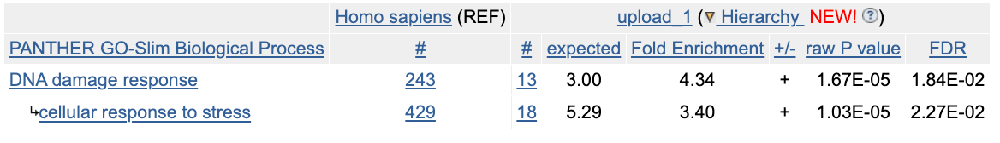 Homo sapiens (REF) upload_1 (▼ Hierarchy NEW! ?)
PANTHER GO-Slim Biological Process # # expected Fold Enrichment +/- raw P value FDR
DNA damage response 243 13 3.00 4.34 + 1.67E-05 1.84E-02
↳cellular response to stress 429 18 5.29 3.40 + 1.03E-05 2.27E-02